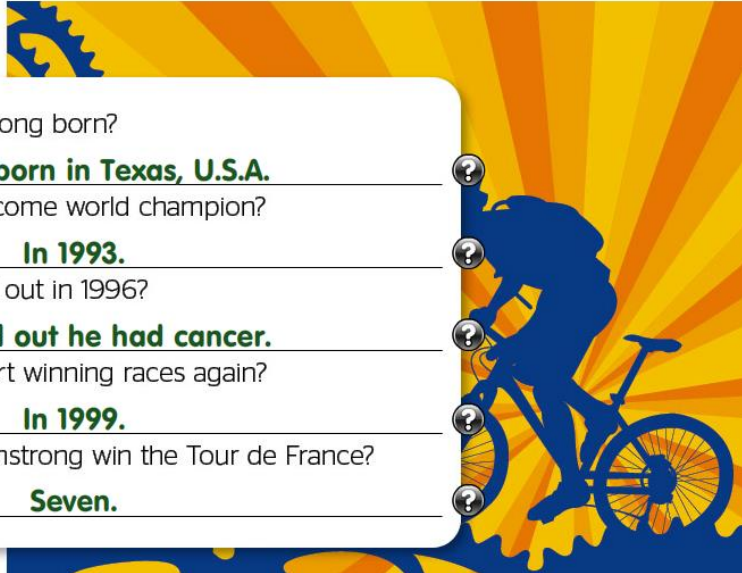 ong born?
born in Texas, U.S.A.
come world champion?
In 1993.
out in 1996?
out he had cancer.
rt winning races again?
In 1999.
nstrong win the Tour de France?
Seven.